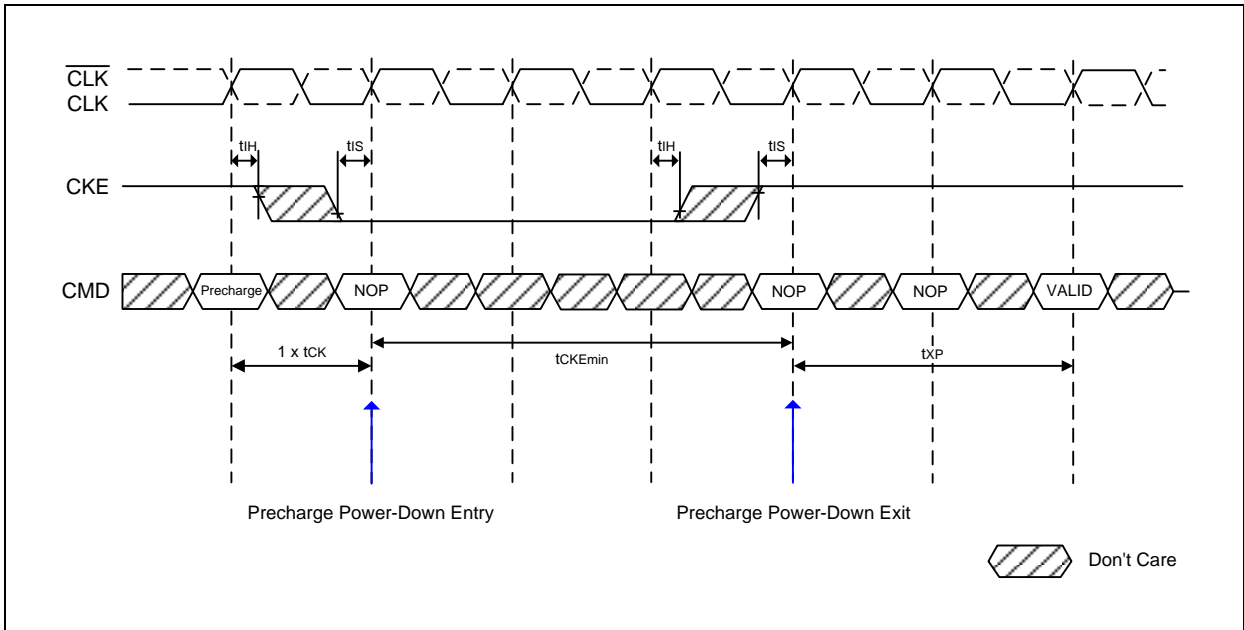 CLK
CLK
tIH
tIS
tIH
tIS
CKE
CMD
Precharge
NOP
NOP
NOP
VALID
1 x tCK
tCKEmin
tXP
Precharge Power-Down Entry
Precharge Power-Down Exit
Don't Care